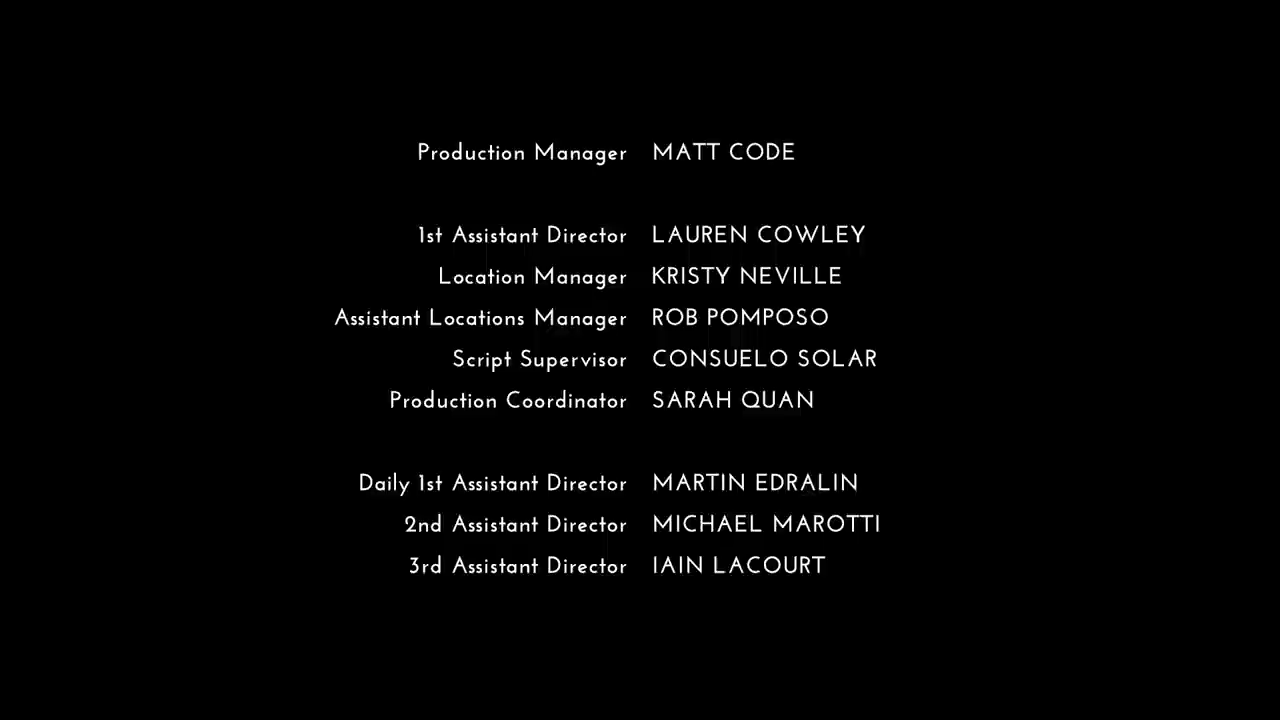 Production Manager MATT CODE
1st Assistant Director LAUREN COWLEY
Location Manager KRISTY NEVILLE
Assistant Locations Manager ROB POMPOSO
Script Supervisor CONSUELO SOLAR
Production Coordinator SARAH QUAN
Daily 1st Assistant Director MARTIN EDRALIN
2nd Assistant Director MICHAEL MAROTTI
3rd Assistant Director IAIN LACOURT